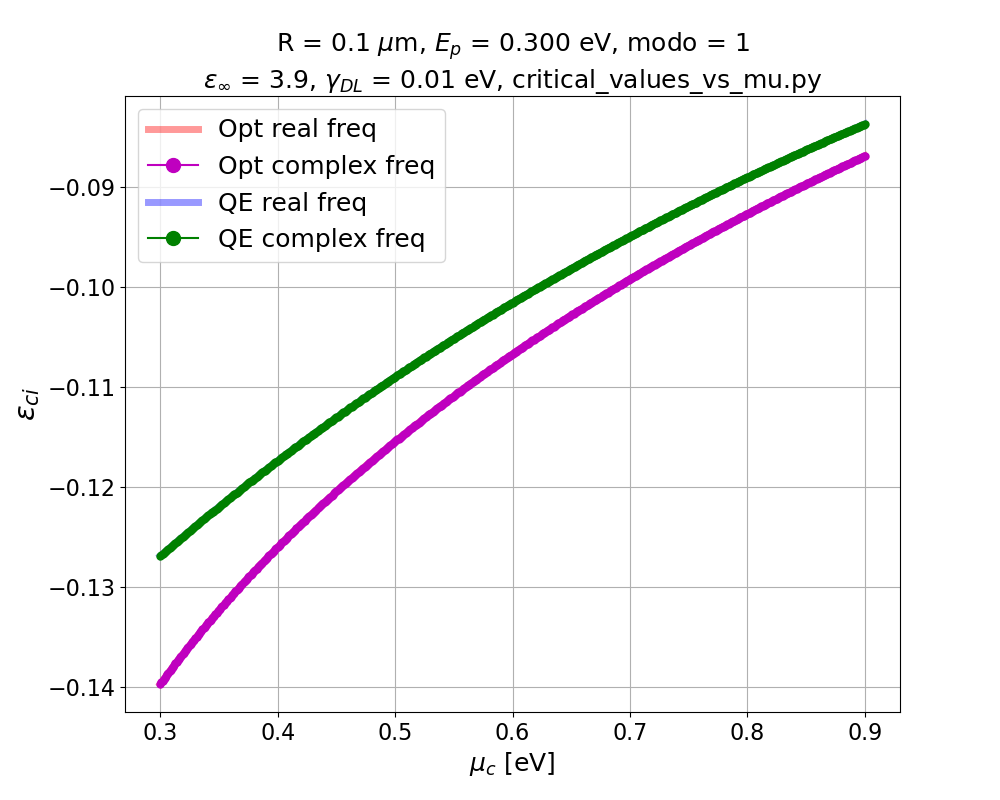 R = 0.1 μm, Eₚ = 0.300 eV, modo = 1
ε∞ = 3.9, γDL = 0.01 eV, critical_values_vs_mu.py
Opt real freq
Opt complex freq
QE real freq
QE complex freq
−0.09
−0.10
−0.11
−0.12
−0.13
−0.14
εci
0.3 0.4 0.5 0.6 0.7 0.8 0.9
μc [eV]